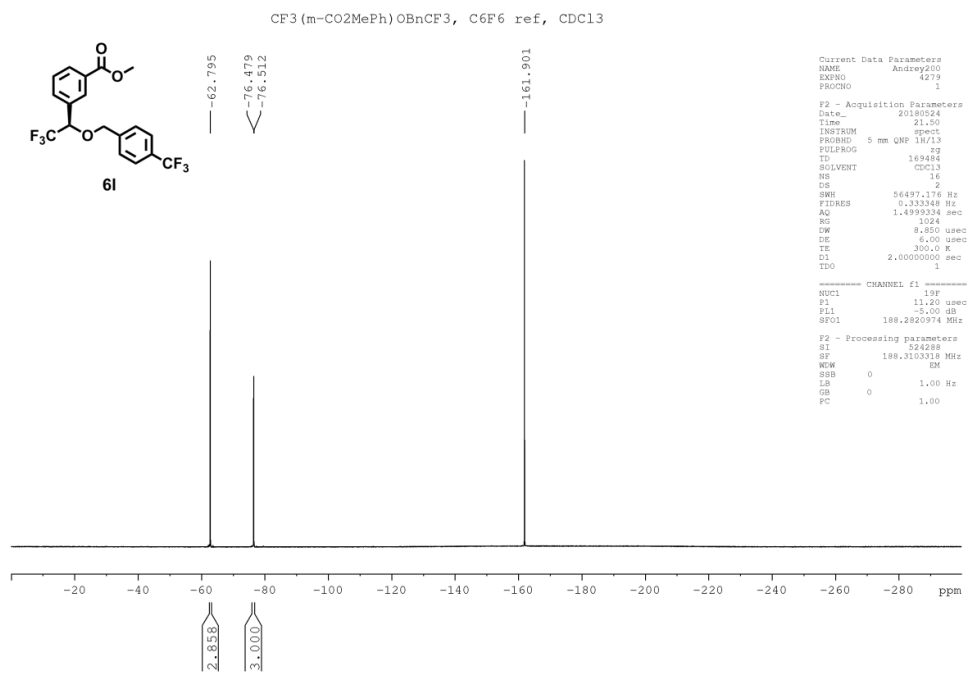 CF3(m-CO2MePh)OBnCF3, C6F6 ref, CDCl3
O
O
F3C
O
CF3
6l
-62.795
-76.479
-76.512
-161.901
Current Data Parameters
NAME Andrey200
EXPNO 4279
PROCNO 1
F2 - Acquisition Parameters
Date_ 20180524
Time 21.50
INSTRUM spect
PROBHD 5 mm QNP 1H/13
PULPROG zg
TD 169484
SOLVENT CDCl3
NS 16
DS 2
SWH 56497.176 Hz
FIDRES 0.333348 Hz
AQ 1.4999334 sec
RG 1024
DW 8.850 usec
DE 6.00 usec
TE 300.0 K
D1 2.00000000 sec
TD0 1
======== CHANNEL f1 ========
NUC1 19F
P1 11.20 usec
PL1 -5.00 dB
SFO1 188.2820974 MHz
F2 - Processing parameters
SI 524288
SF 188.3103318 MHz
WDW EM
SSB 0
LB 1.00 Hz
GB 0
PC 1.00
-20 -40 -60 -80 -100 -120 -140 -160 -180 -200 -220 -240 -260 -280 ppm
2.858
3.000